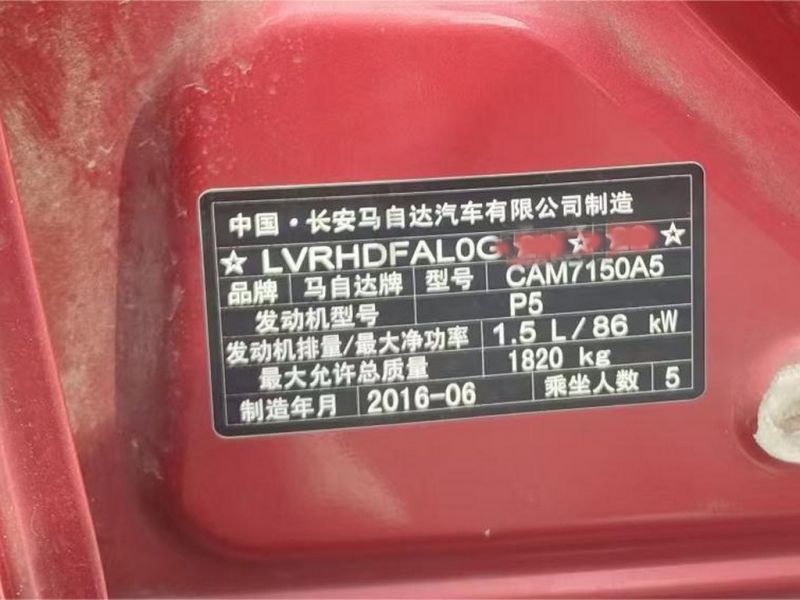 中国·长安马自达汽车有限公司制造
☆ LVRHDFAL0G ☆
品牌 马自达牌 型号 CAM7150A5
发动机型号 P5
发动机排量/最大净功率 1.5 L/86 kW
最大允许总质量 1820 kg
制造年月 2016-06 乘坐人数 5